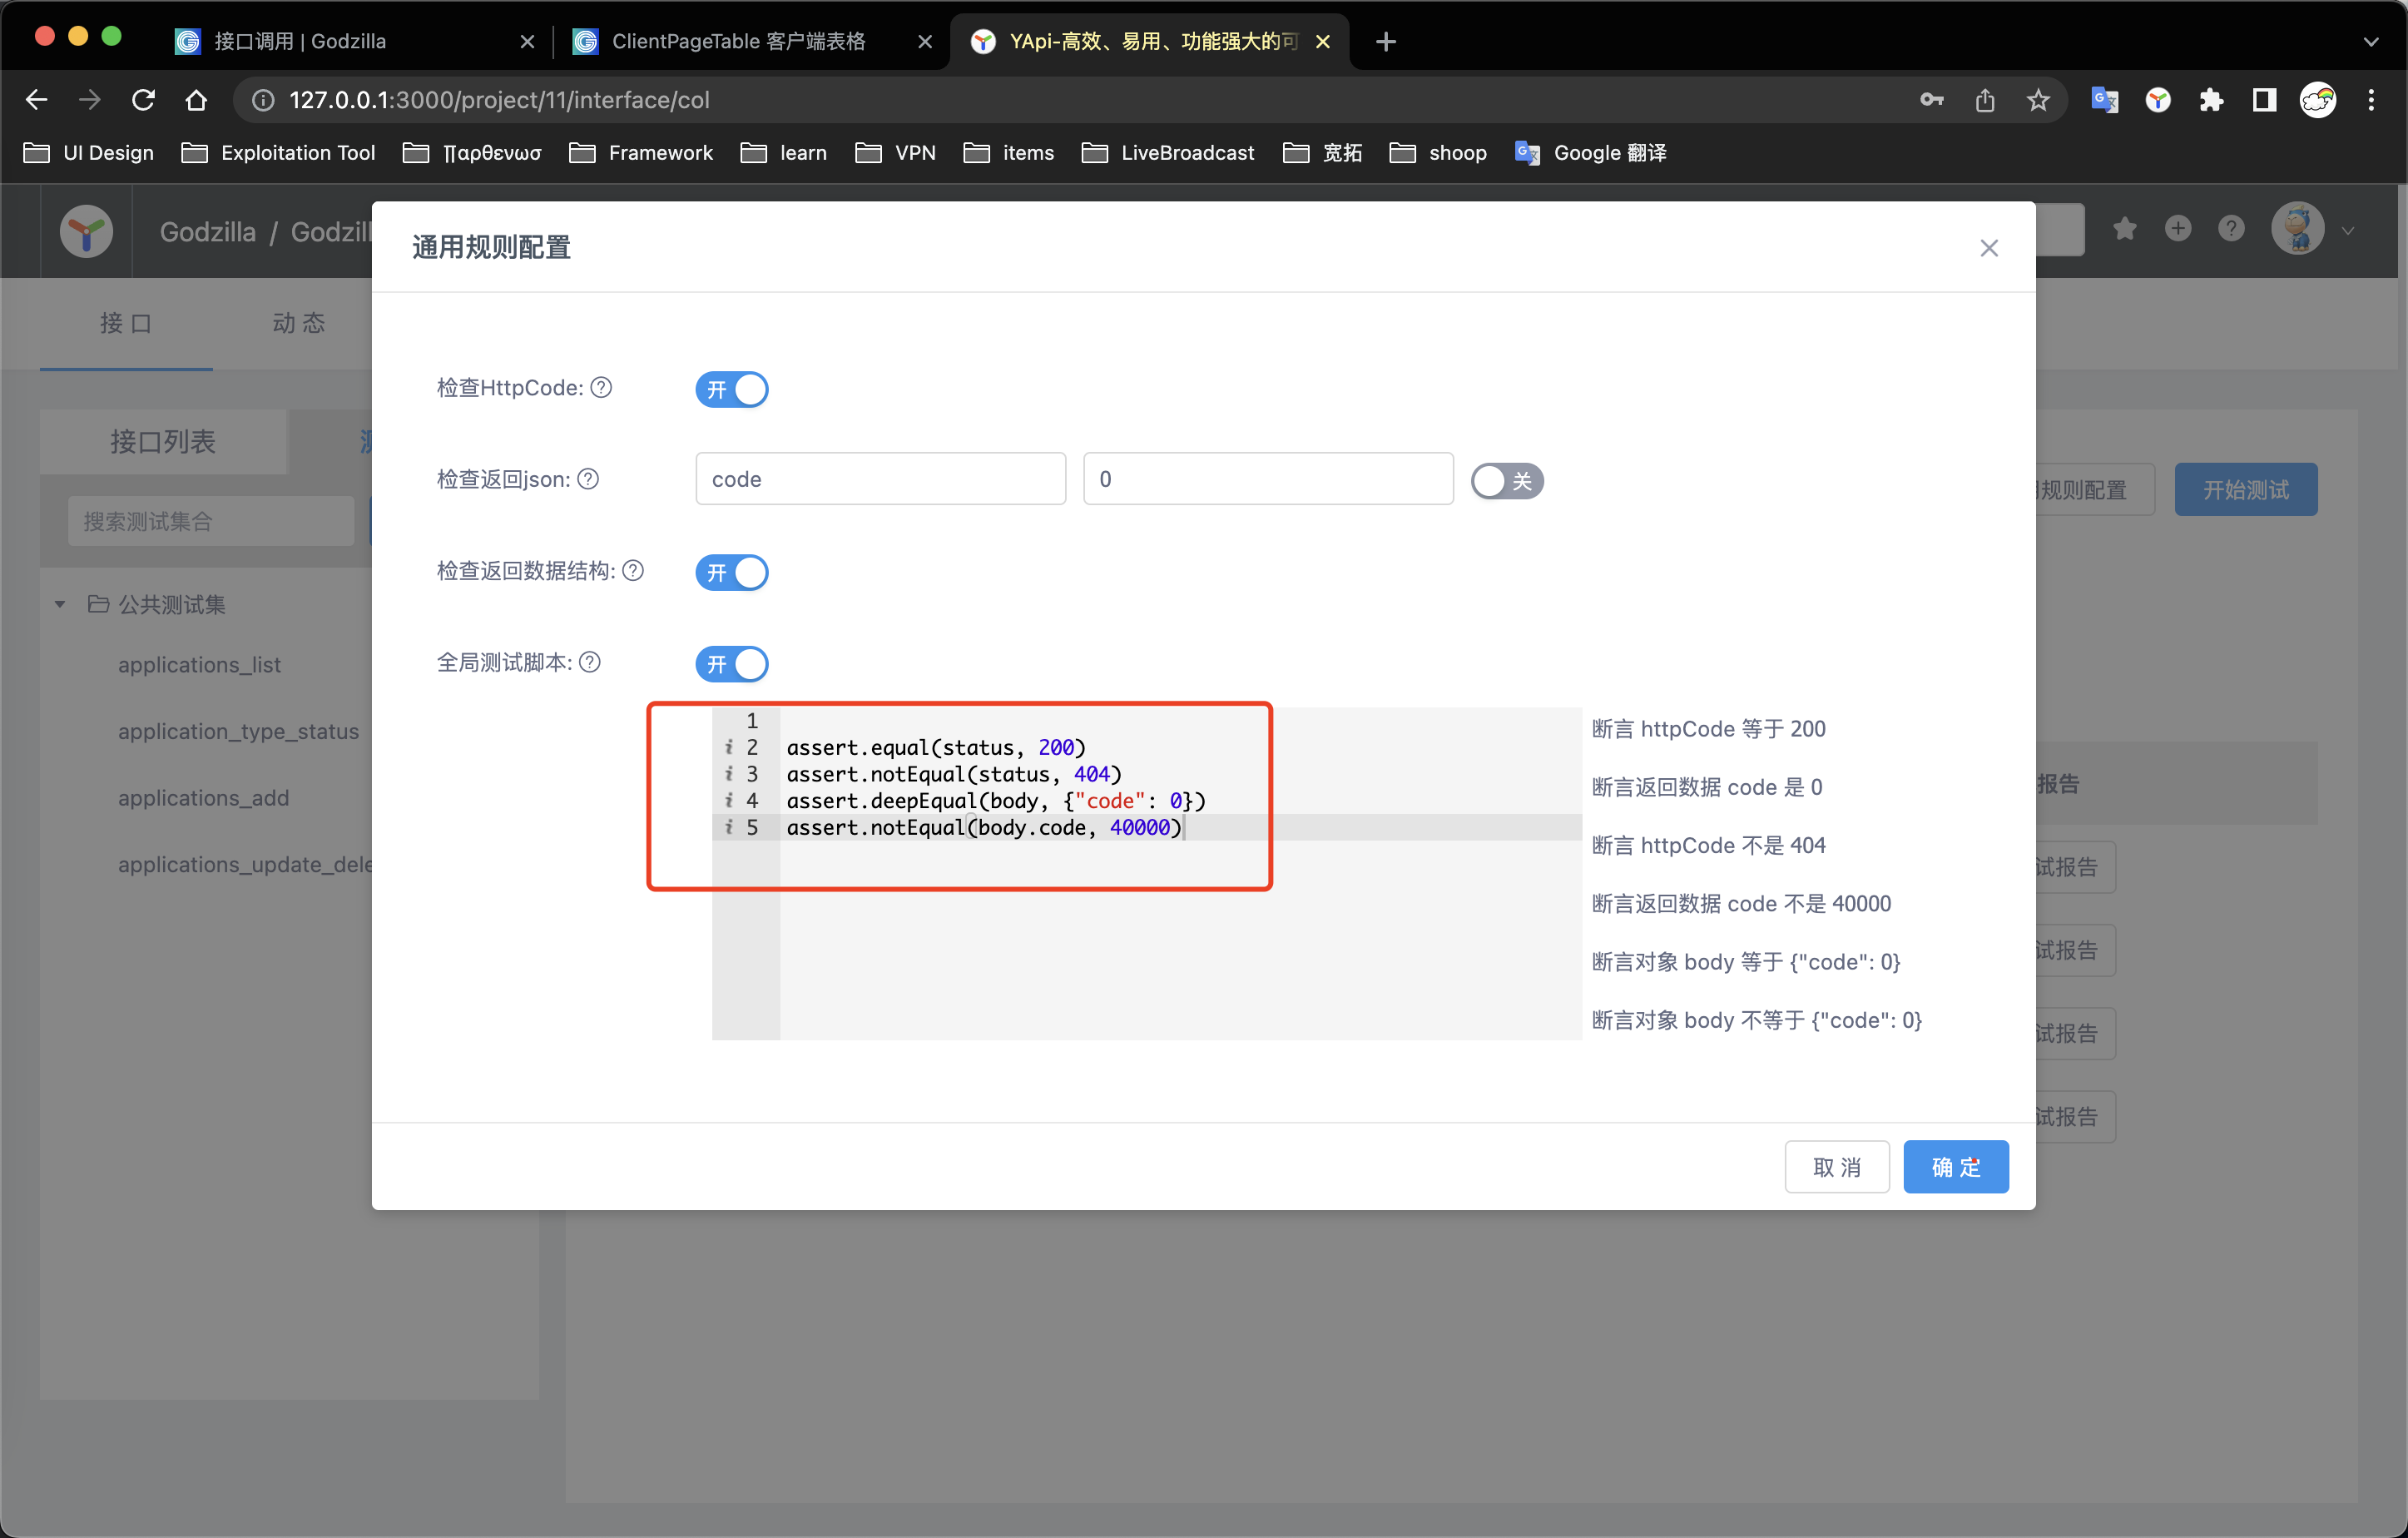 接口调用 | Godzilla
ClientPageTable 客户端表格
YApi-高效、易用、功能强大的可
127.0.0.1:3000/project/11/interface/col
UI Design
Exploitation Tool
Παρθενωσ
Framework
learn
VPN
items
LiveBroadcast
宽拓
shoop
Google 翻译
Godzilla / Godzill
通用规则配置
接口
动态
检查HttpCode:
开
接口列表
检查返回json:
code
0
关
规则配置
开始测试
搜索测试集合
检查返回数据结构:
开
公共测试集
全局测试脚本:
开
applications_list
application_type_status
applications_add
applications_update_dele
1
2 assert.equal(status, 200)
3 assert.notEqual(status, 404)
4 assert.deepEqual(body, {"code": 0})
5 assert.notEqual(body.code, 40000)
断言 httpCode 等于 200
断言返回数据 code 是 0
断言 httpCode 不是 404
断言返回数据 code 不是 40000
断言对象 body 等于 {"code": 0}
断言对象 body 不等于 {"code": 0}
报告
试报告
试报告
试报告
试报告
取消
确定